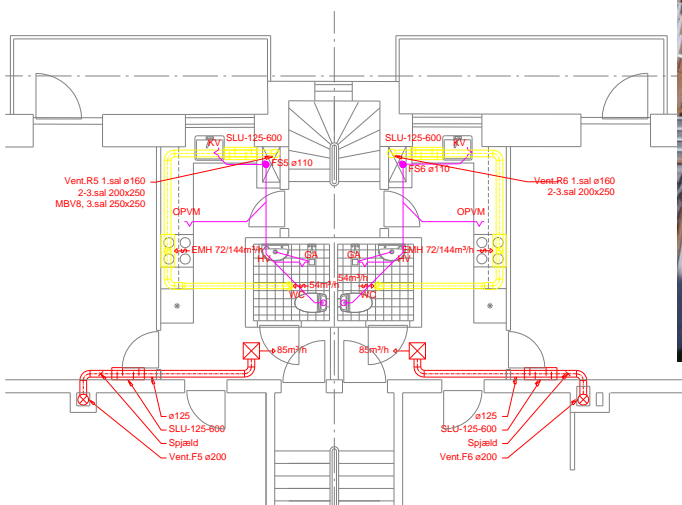 KV
SLU-125-600
FS5 ø110
Vent.R5 1.sal ø160
2-3.sal 200x250
MBV8, 3.sal 250x250
OPVM
EMH 72/144m³/h
HV
GA
54m³/h
WC
85m³/h
ø125
SLU-125-600
Spjæld
Vent.F5 ø200
SLU-125-600
KV
FS6 ø110
Vent.R6 1.sal ø160
2-3.sal 200x250
OPVM
GA
EMH 72/144m³/h
HV
54m³/h
WC
85m³/h
ø125
SLU-125-600
Spjæld
Vent.F6 ø200